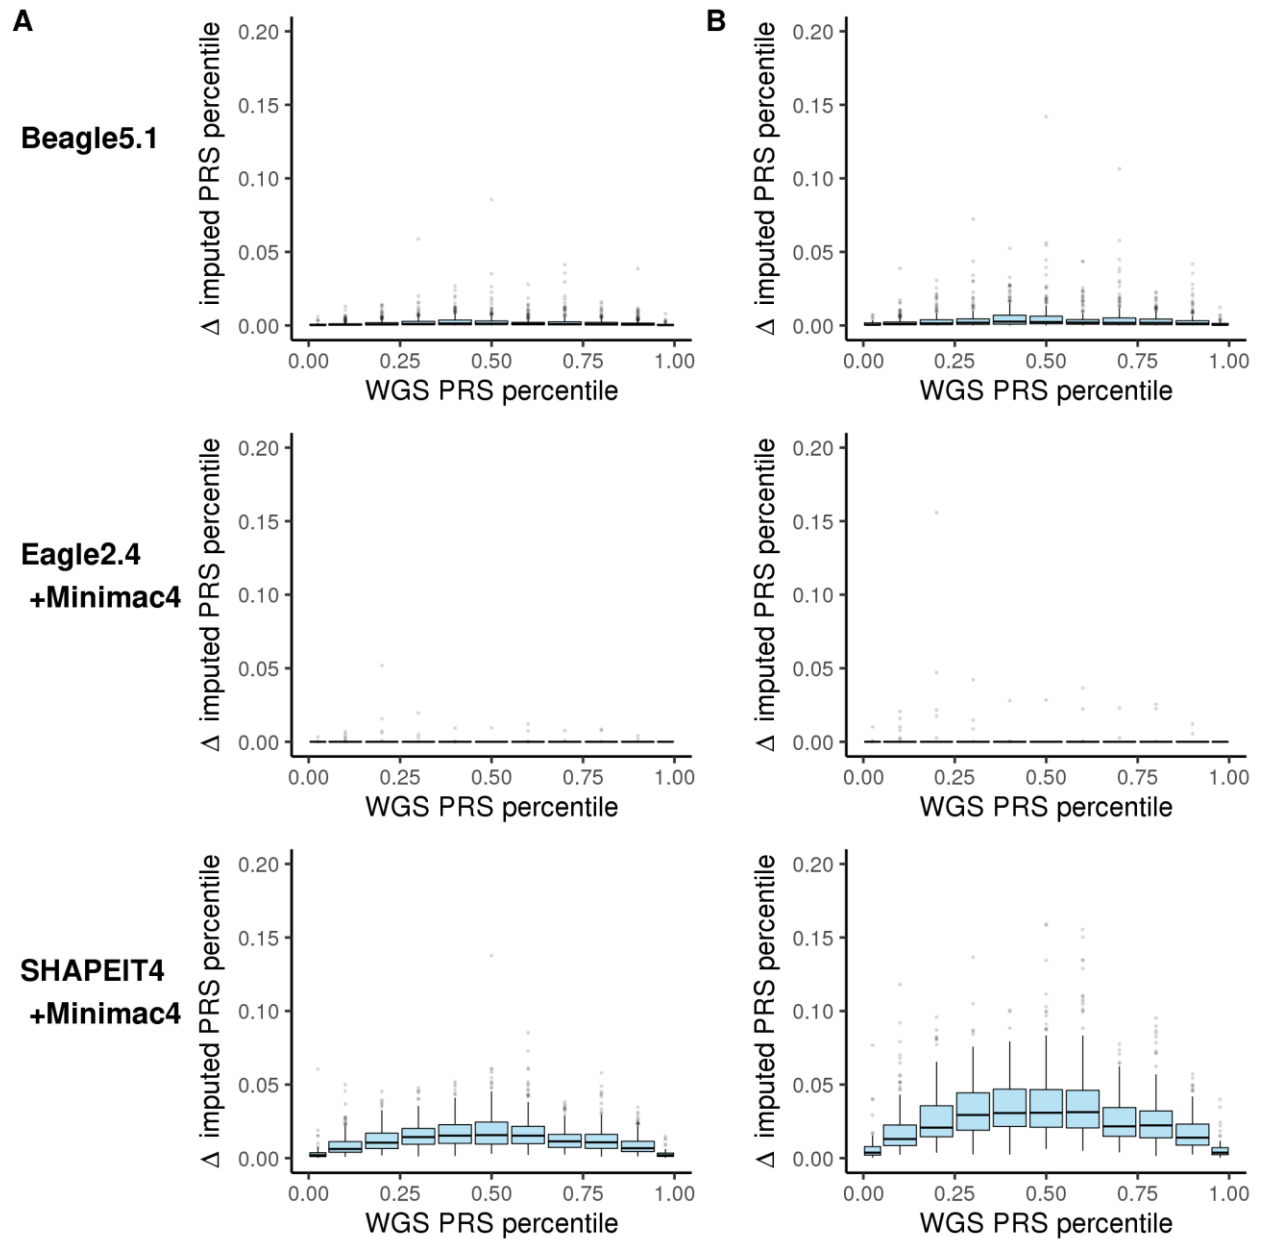 A
B
Beagle5.1
Δ imputed PRS percentile
0.20
0.15
0.10
0.05
0.00
0.00 0.25 0.50 0.75 1.00
WGS PRS percentile
Δ imputed PRS percentile
0.20
0.15
0.10
0.05
0.00
0.00 0.25 0.50 0.75 1.00
WGS PRS percentile
Eagle2.4
+Minimac4
Δ imputed PRS percentile
0.20
0.15
0.10
0.05
0.00
0.00 0.25 0.50 0.75 1.00
WGS PRS percentile
Δ imputed PRS percentile
0.20
0.15
0.10
0.05
0.00
0.00 0.25 0.50 0.75 1.00
WGS PRS percentile
SHAPEIT4
+Minimac4
Δ imputed PRS percentile
0.20
0.15
0.10
0.05
0.00
0.00 0.25 0.50 0.75 1.00
WGS PRS percentile
Δ imputed PRS percentile
0.20
0.15
0.10
0.05
0.00
0.00 0.25 0.50 0.75 1.00
WGS PRS percentile